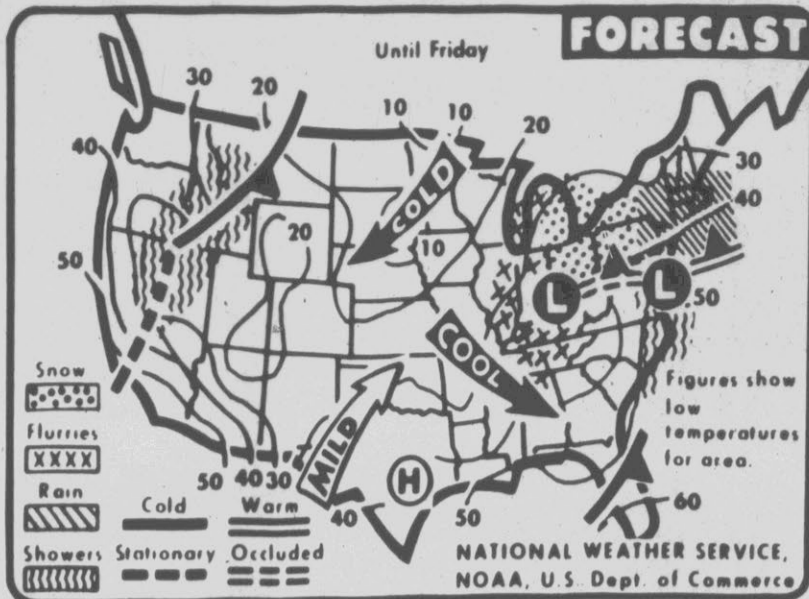 FORECAST
Until Friday
30
20
10
10
20
30
40
40
50
COLD
20
10
L
L
50
COOL
MILD
H
Snow
Flurries
XXXX
Rain
Showers
Cold
Warm
Stationary
Occluded
50
40
30
40
50
60
Figures show
low
temperatures
for area.
NATIONAL WEATHER SERVICE,
NOAA, U.S. Dept. of Commerce